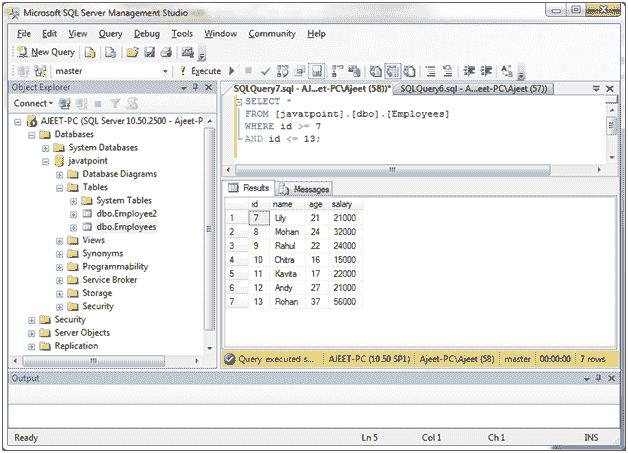 Microsoft SQL Server Management Studio
File Edit View Query Debug Tools Window Community Help
New Query
master Execute
Object Explorer
Connect
AJEET-PC (SQL Server 10.50.2500 - Ajeet-P
Databases
System Databases
javatpoint
Database Diagrams
Tables
System Tables
dbo.Employee2
dbo.Employees
Views
Synonyms
Programmability
Service Broker
Storage
Security
Security
Server Objects
Replication
SQLQuery7.sql - AJ...eet-PC\Ajeet (58))* SQLQuery6.sql - A...eet-PC\Ajeet (57))
SELECT *
FROM [javatpoint].[dbo].[Employees]
WHERE id >= 7
AND id <= 13;
Results Messages
id name age salary
1 7 Lily 21 21000
2 8 Mohan 24 32000
3 9 Rahul 22 24000
4 10 Chitra 16 15000
5 11 Kavita 17 22000
6 12 Andy 27 21000
7 13 Rohan 37 56000
Query executed s... AJEET-PC (10.50 SP1) Ajeet-PC\Ajeet (58) master 00:00:00 7 rows
Output
Ready Ln 5 Col 1 Ch 1 INS